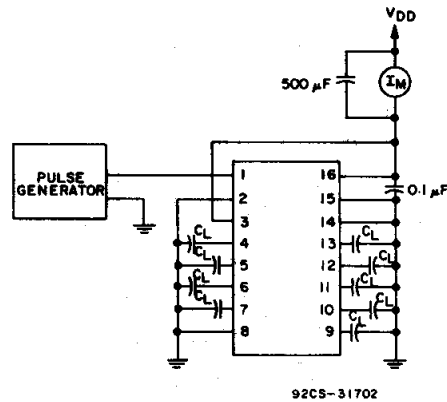 VDD
500 µF
IM
PULSE
GENERATOR
1
2
3
4
5
6
7
8
16
15
14
13
12
11
10
9
0.1 µF
CL
CL
CL
CL
CL
CL
CL
CL
CL
92CS-31702